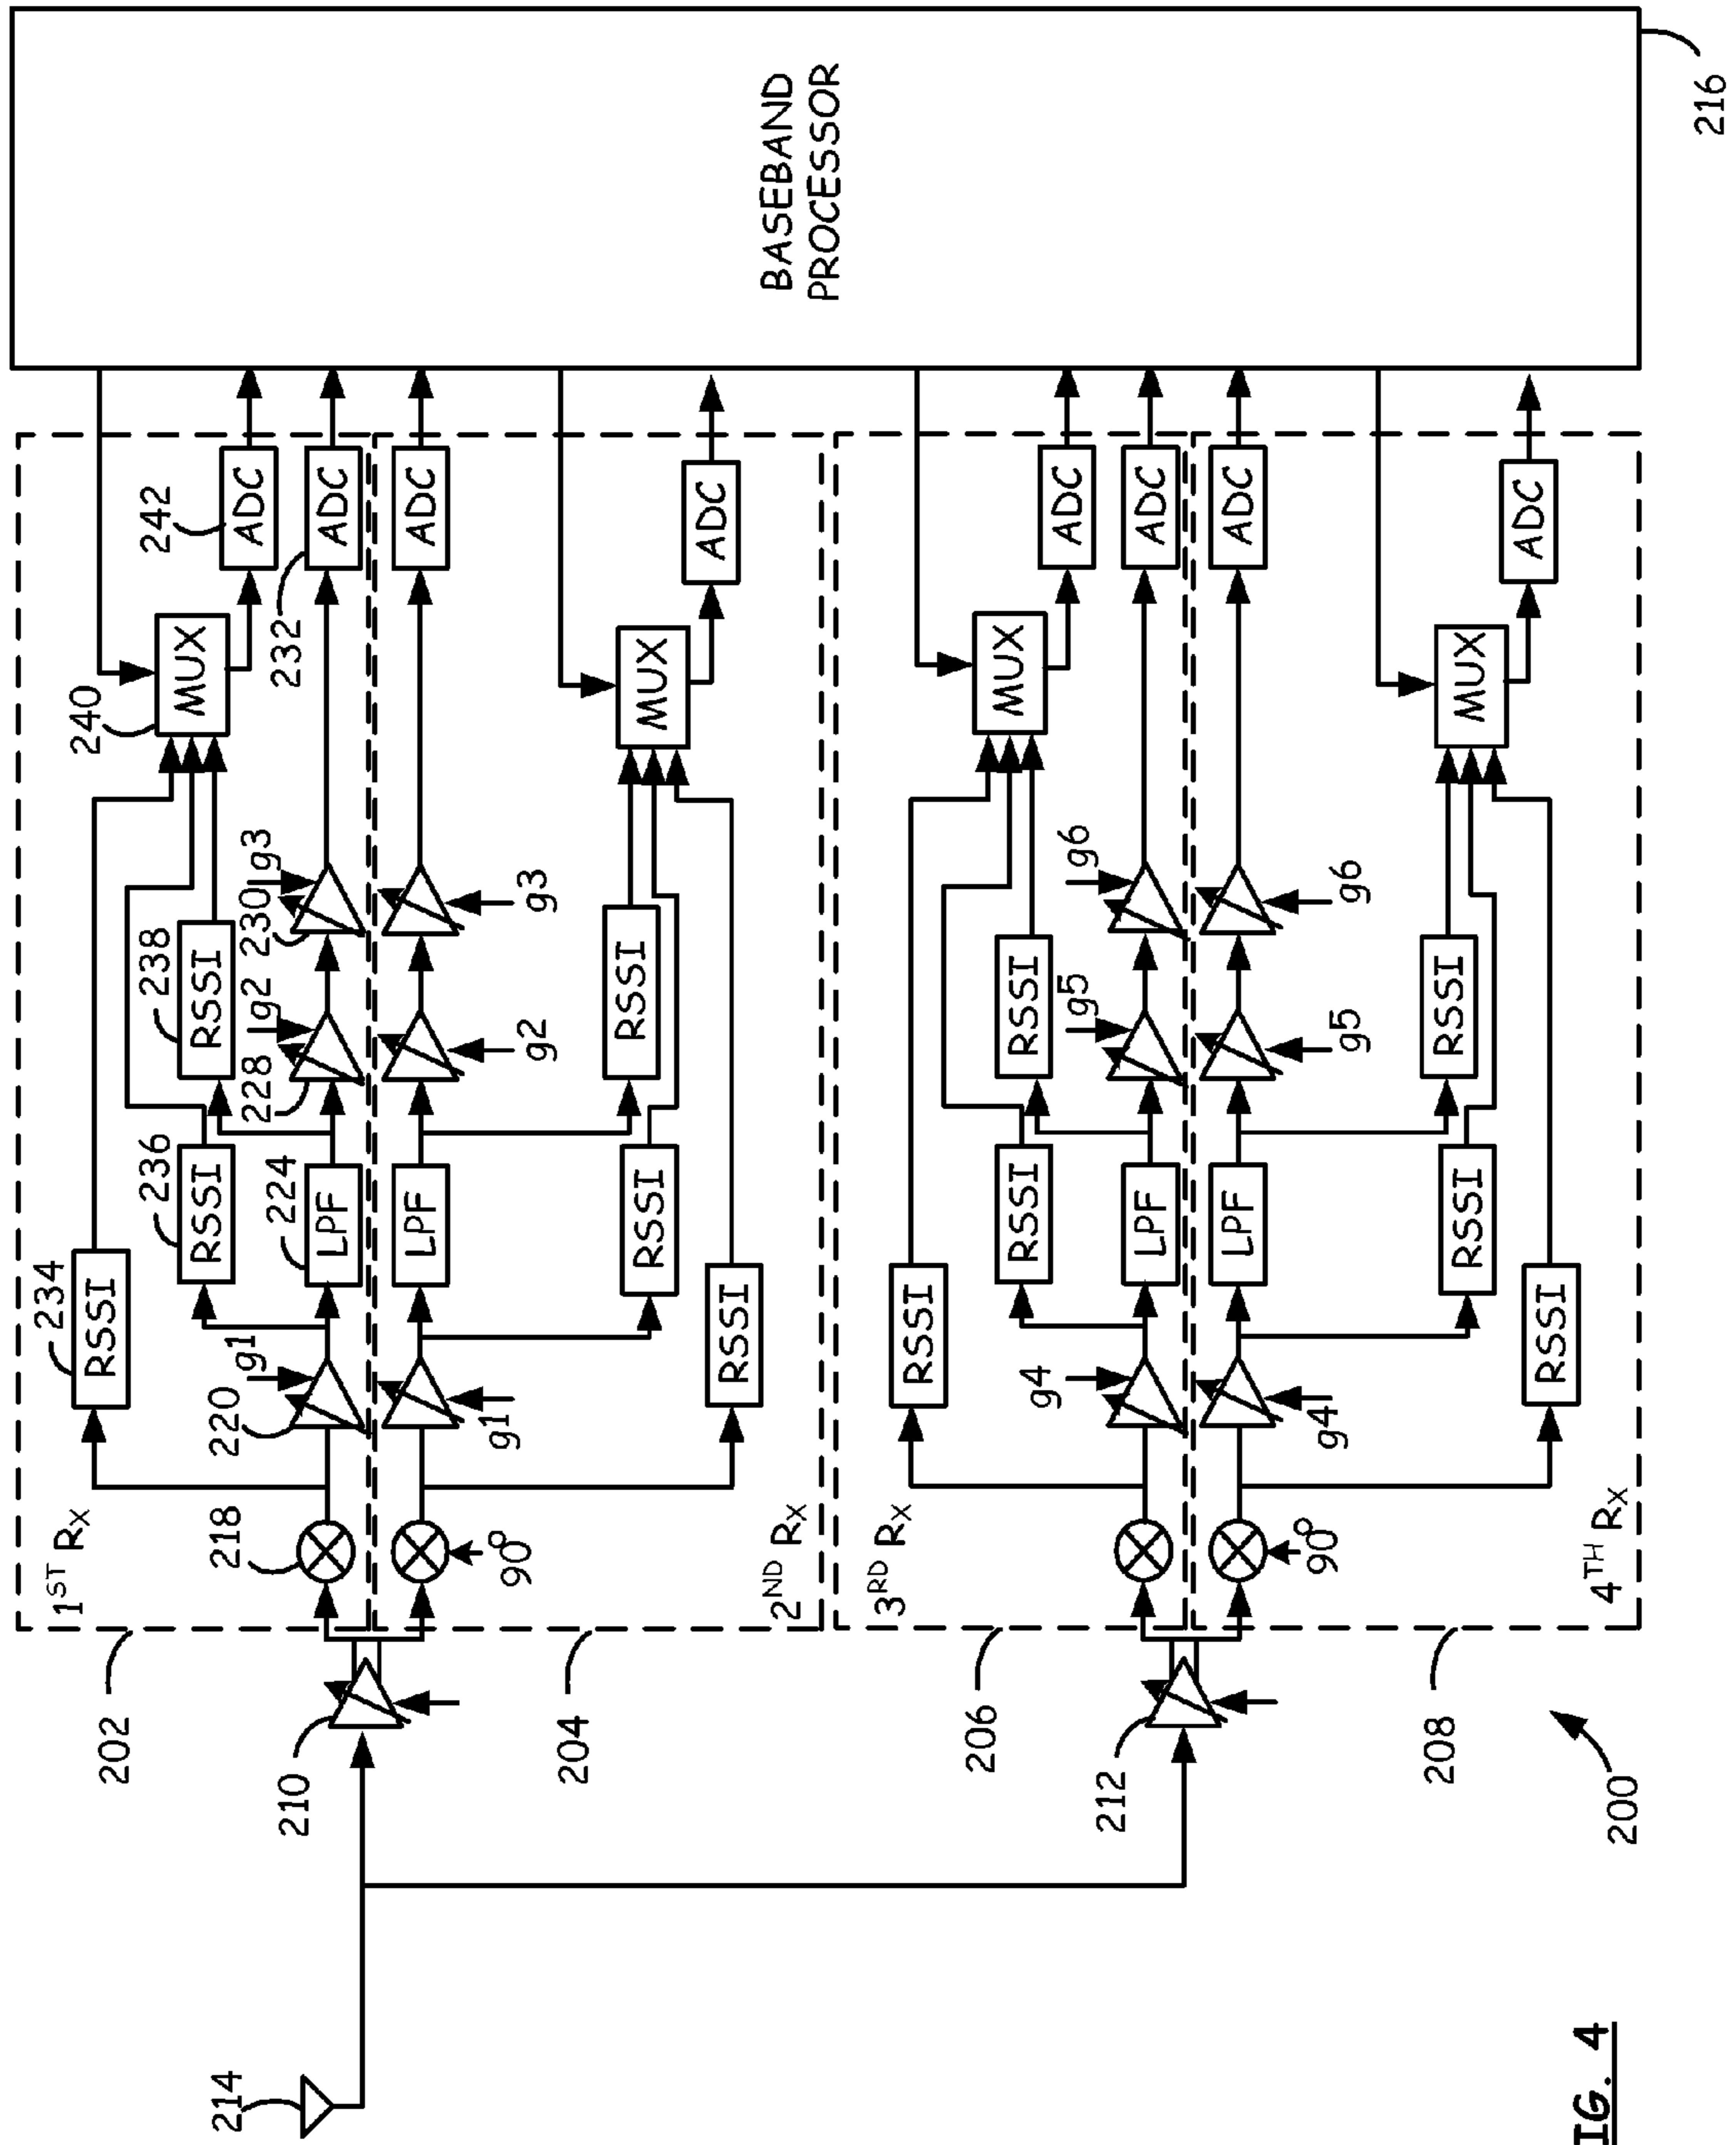 1ST RX
202
218
220
g1
234
RSSI
236
RSSI
224
LPF
238
RSSI
228
g2
230
g3
240
MUX
242
ADC
232
ADC
210
214
2ND RX
204
90°
g1
LPF
g2
g3
ADC
RSSI
RSSI
RSSI
MUX
ADC
3RD RX
206
g4
RSSI
RSSI
LPF
RSSI
g5
g6
MUX
ADC
ADC
212
4TH RX
208
90°
g4
LPF
g5
g6
ADC
RSSI
RSSI
RSSI
MUX
ADC
BASEBAND
PROCESSOR
216
200
IG. 4